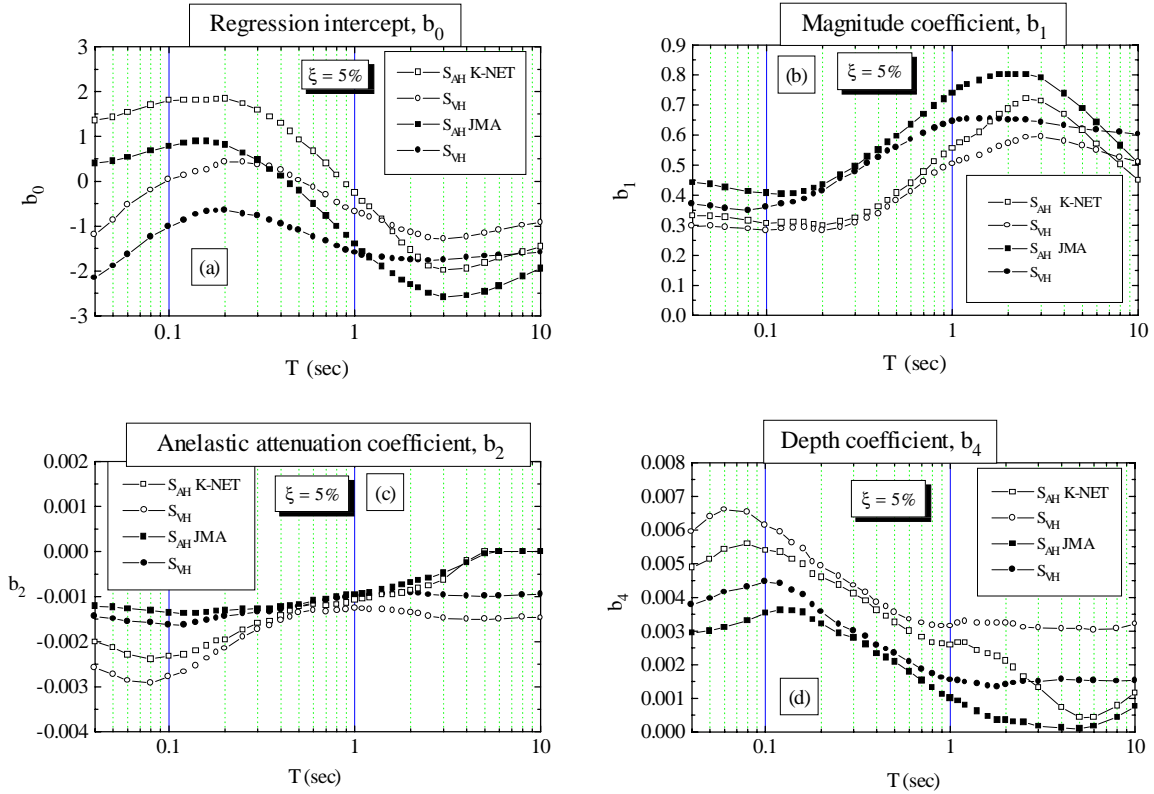 Regression intercept, b0
3
2
1
0
-1
-2
-3
b0
ξ = 5%
SAH K-NET
SVH
SAH JMA
SVH
(a)
0.1
1
10
T (sec)
Magnitude coefficient, b1
0.9
0.8
0.7
0.6
0.5
0.4
0.3
0.2
0.1
0.0
b1
(b)
ξ = 5%
SAH K-NET
SVH
SAH JMA
SVH
0.1
1
10
T (sec)
Anelastic attenuation coefficient, b2
0.002
0.001
0.000
-0.001
-0.002
-0.003
-0.004
b2
SAH K-NET
SVH
SAH JMA
SVH
ξ = 5%
(c)
0.1
1
10
T(sec)
Depth coefficient, b4
0.008
0.007
0.006
0.005
0.004
0.003
0.002
0.001
0.000
b4
ξ = 5%
SAH K-NET
SVH
SAH JMA
SVH
(d)
0.1
1
10
T(sec)